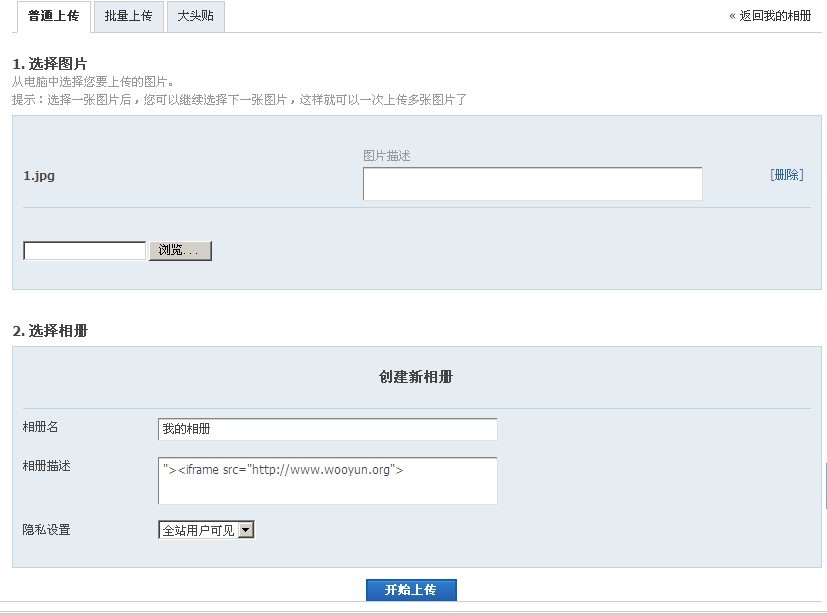 普通上传 批量上传 大头贴 « 返回我的相册
1. 选择图片
从电脑中选择您要上传的图片。
提示：选择一张图片后，您可以继续选择下一张图片，这样就可以一次上传多张图片了
图片描述
1.jpg [删除]
浏览...
2. 选择相册
创建新相册
相册名 我的相册
相册描述 "><iframe src="http://www.wooyun.org">
隐私设置 全站用户可见
开始上传